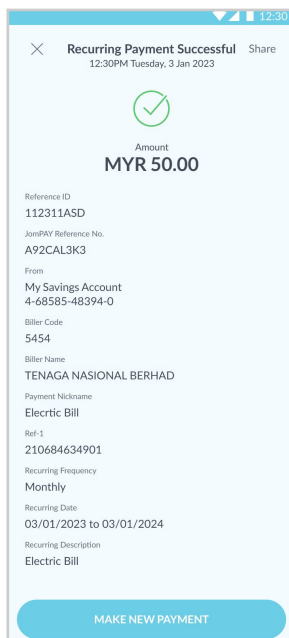 12:30
Recurring Payment Successful
Share
12:30PM Tuesday, 3 Jan 2023
Amount
MYR 50.00
Reference ID
112311ASD
JomPAY Reference No.
A92CAL3K3
From
My Savings Account
4-68585-48394-0
Biller Code
5454
Biller Name
TENAGA NASIONAL BERHAD
Payment Nickname
Elecrtic Bill
Ref-1
210684634901
Recurring Frequency
Monthly
Recurring Date
03/01/2023 to 03/01/2024
Recurring Description
Electric Bill
MAKE NEW PAYMENT